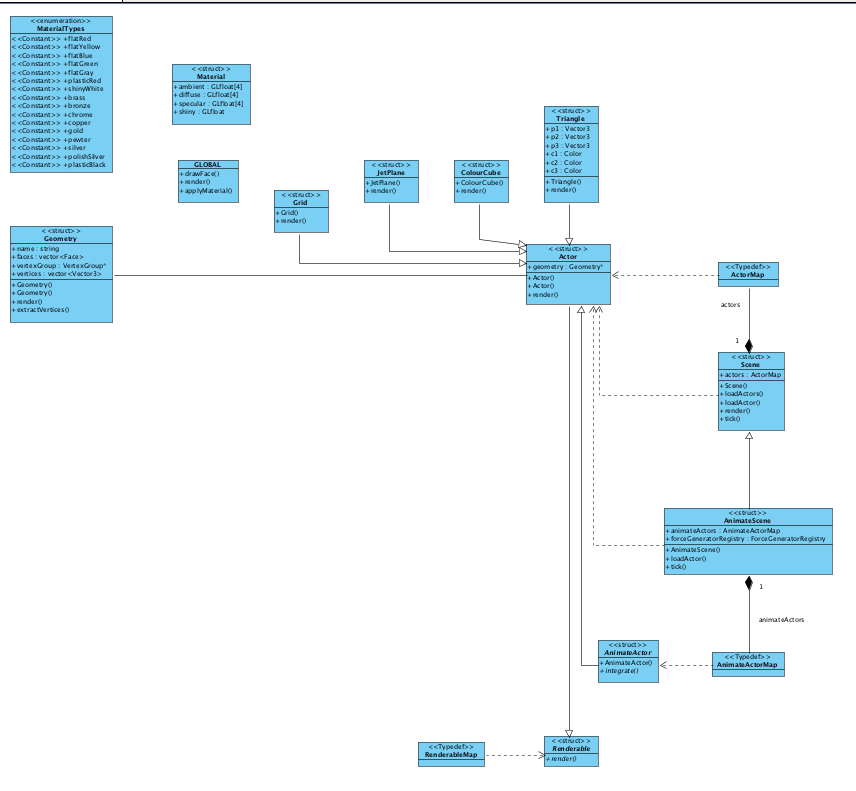 <<enumeration>>
MaterialTypes
<<Constant>> +flatRed
<<Constant>> +flatYellow
<<Constant>> +flatBlue
<<Constant>> +flatGreen
<<Constant>> +flatGray
<<Constant>> +plasticRed
<<Constant>> +shinyWhite
<<Constant>> +brass
<<Constant>> +bronze
<<Constant>> +chrome
<<Constant>> +copper
<<Constant>> +gold
<<Constant>> +pewter
<<Constant>> +silver
<<Constant>> +polishSilver
<<Constant>> +plasticBlack
<<struct>>
Material
+ambient : GLfloat[4]
+diffuse : GLfloat[4]
+specular : GLfloat[4]
+shiny : GLfloat
<<struct>>
Triangle
+p1 : Vector3
+p2 : Vector3
+p3 : Vector3
+c1 : Color
+c2 : Color
+c3 : Color
+Triangle()
+render()
GLOBAL
+drawFace()
+render()
+applyMaterial()
<<struct>>
JetPlane
+JetPlane()
+render()
<<struct>>
ColourCube
+ColourCube()
+render()
<<struct>>
Grid
+Grid()
+render()
<<struct>>
Geometry
+name : string
+faces : vector<Face>
+vertexGroup : VertexGroup*
+vertices : vector<Vector3>
+Geometry()
+Geometry()
+render()
+extractVertices()
<<struct>>
Actor
+geometry : Geometry*
+Actor()
+Actor()
+render()
<<Typedef>>
ActorMap
actors
1
<<struct>>
Scene
+actors : ActorMap
+Scene()
+loadActors()
+loadActor()
+render()
+tick()
<<struct>>
AnimateScene
+animateActors : AnimateActorMap
+forceGeneratorRegistry : ForceGeneratorRegistry
+AnimateScene()
+loadActor()
+tick()
1
animateActors
<<struct>>
AnimateActor
+AnimateActor()
+integrate()
<<Typedef>>
AnimateActorMap
<<Typedef>>
RenderableMap
<<struct>>
Renderable
+render()